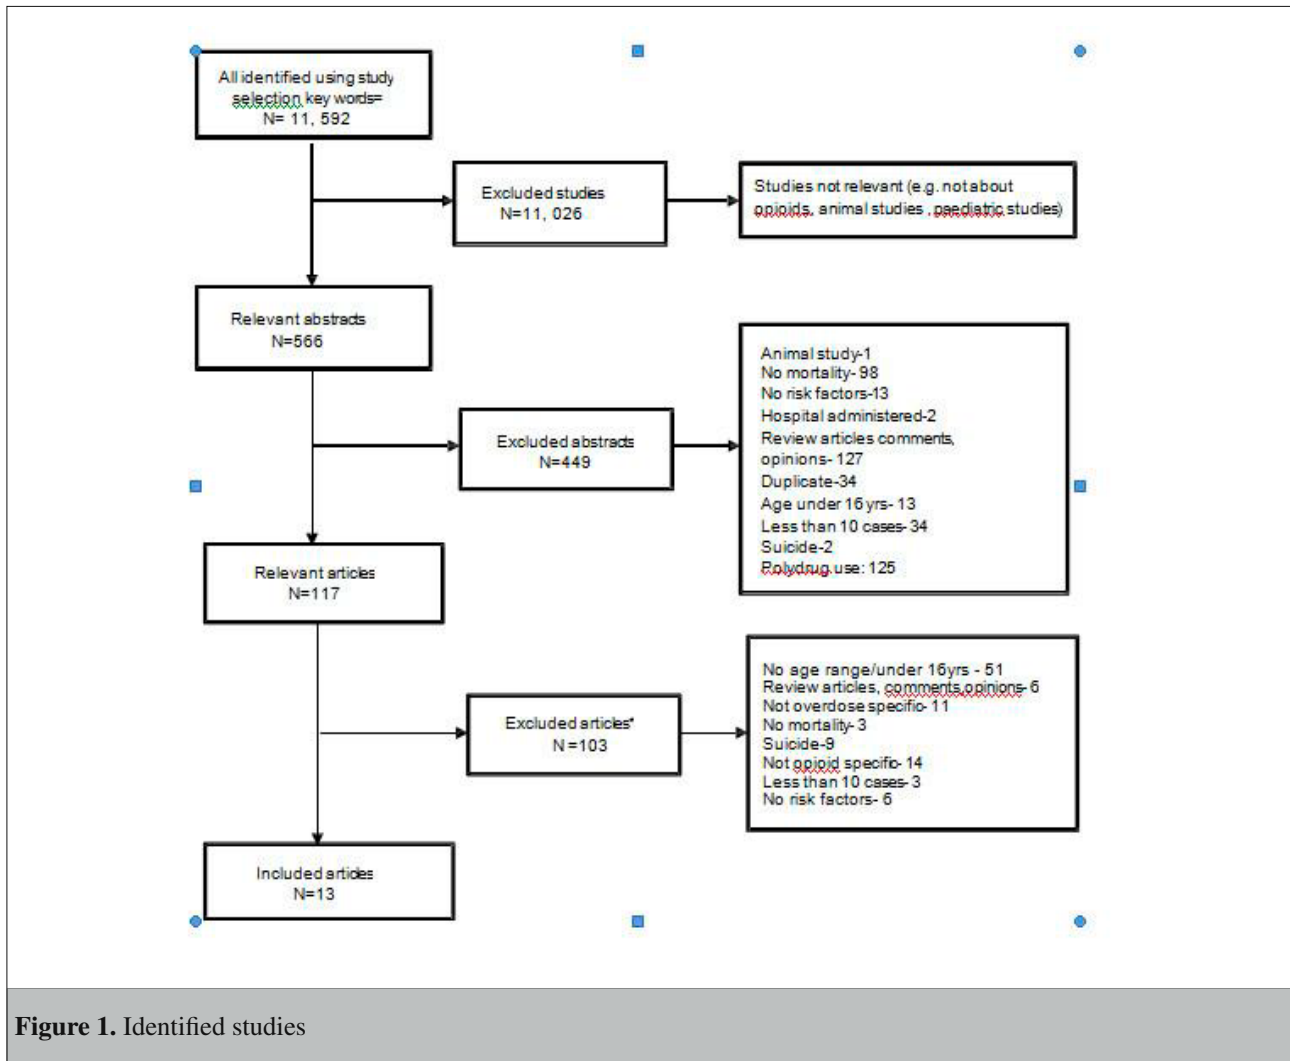 All identified using study
selection key words=
N= 11, 592
Excluded studies
N=11, 026
Studies not relevant (e.g. not about
opioids, animal studies , paediatric studies)
Relevant abstracts
N=566
Excluded abstracts
N=449
Animal study-1
No mortality- 98
No risk factors-13
Hospital administered-2
Review articles comments,
opinions- 127
Duplicate-34
Age under 16 yrs- 13
Less than 10 cases- 34
Suicide-2
Polydrug use: 125
Relevant articles
N=117
Excluded articles*
N =103
No age range/under 16yrs - 51
Review articles, comments,opinions- 6
Not overdose specific- 11
No mortality- 3
Suicide-9
Not opioid specific- 14
Less than 10 cases- 3
No risk factors- 6
Included articles
N=13
Figure 1. Identified studies